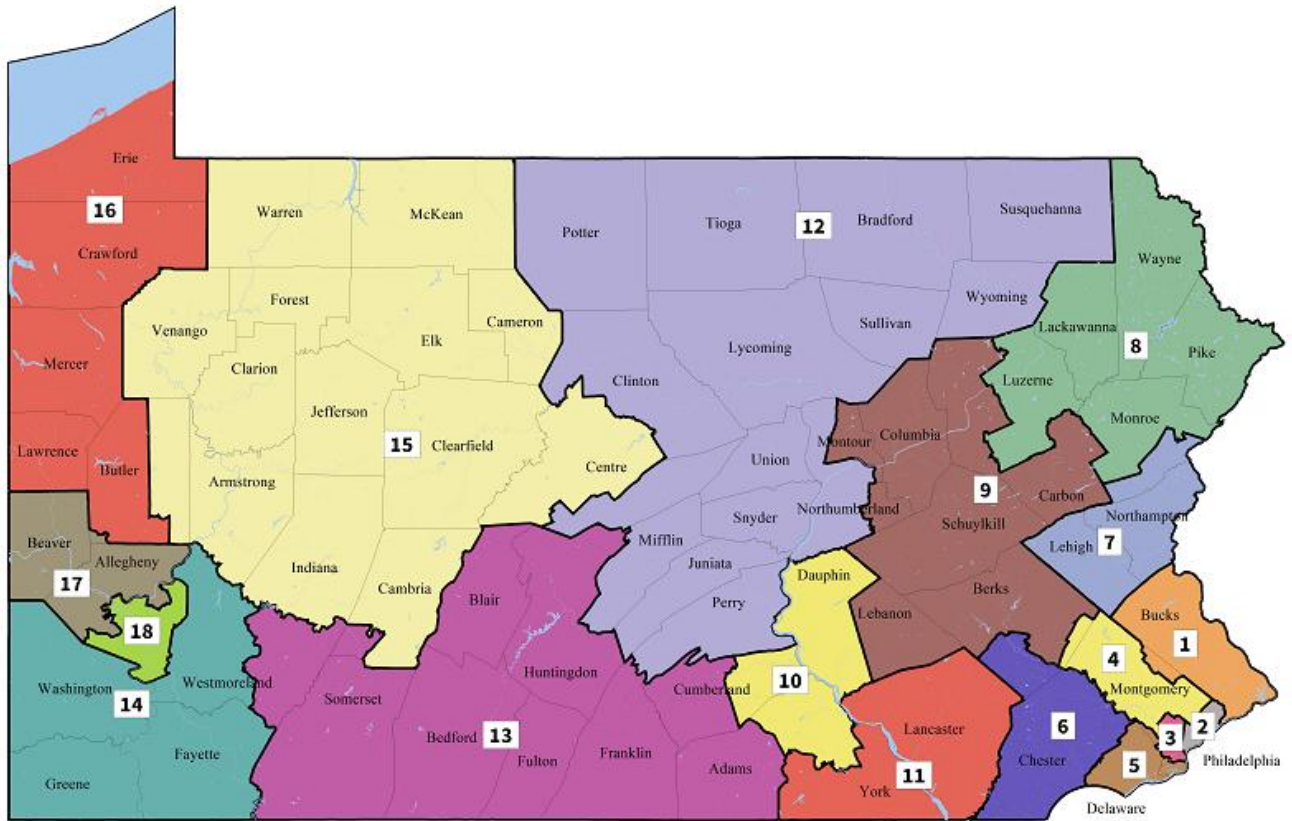 Erie
16
Crawford
Warren
McKean
Potter
Tioga
12
Bradford
Susquehanna
Wayne
Venango
Forest
Cameron
Elk
Clarion
Mercer
Jefferson
Lycoming
Sullivan
Wyoming
Lackawanna
8
Pike
Luzerne
Clinton
Monroe
Lawrence
Butler
Armstrong
15
Clearfield
Centre
Union
Montour
Columbia
9
Carbon
Northumberland
Snyder
Schuylkill
Northampton
Lehigh
7
Beaver
Allegheny
17
Indiana
Cambria
Mifflin
Juniata
Perry
Dauphin
Berks
Lebanon
Blair
18
Bucks
1
4
Montgomery
Washington
Westmoreland
14
Somerset
Huntingdon
Cumberland
10
Bedford
13
Fulton
Franklin
Adams
Lancaster
6
Chester
3
2
5
Philadelphia
Fayette
Greene
11
York
Delaware